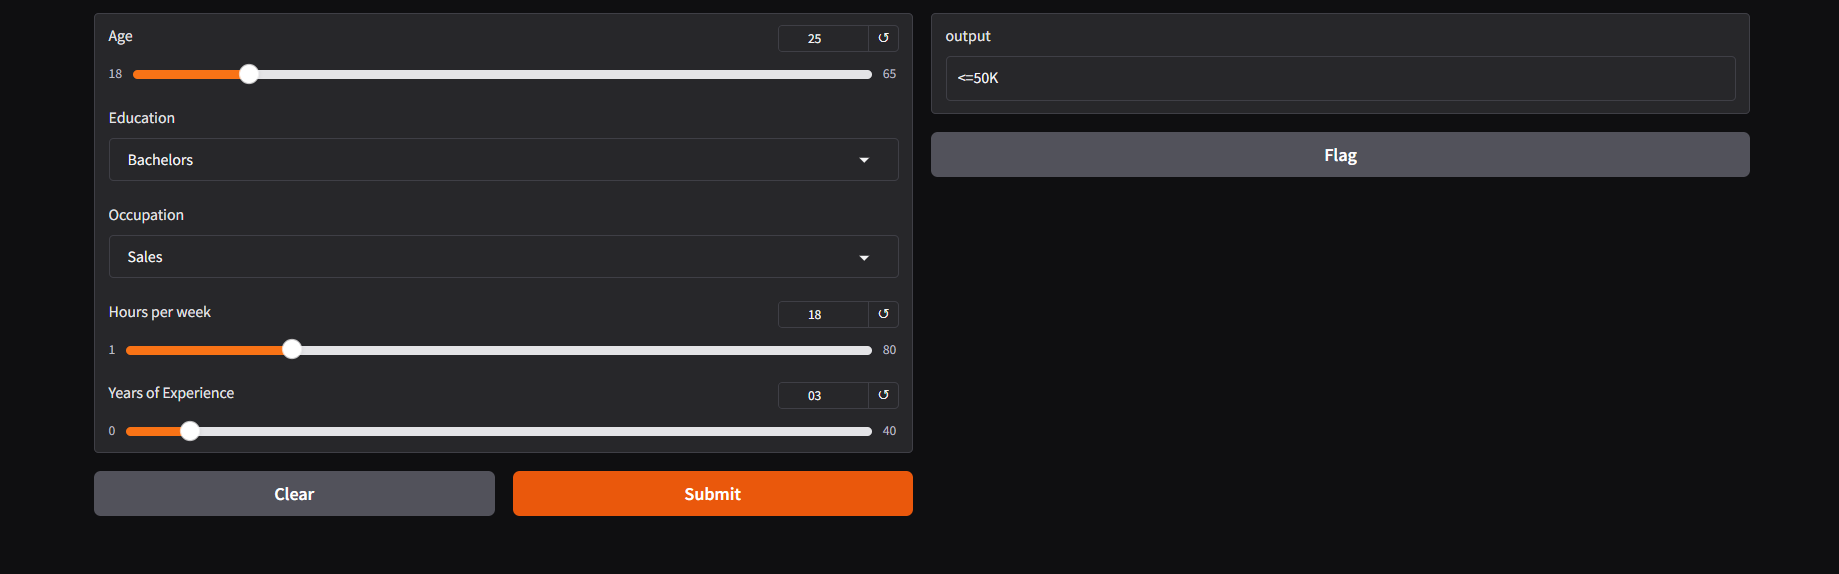 Age
25
18
65
Education
Bachelors
Occupation
Sales
Hours per week
18
1
80
Years of Experience
03
0
40
Clear
Submit
output
<=50K
Flag